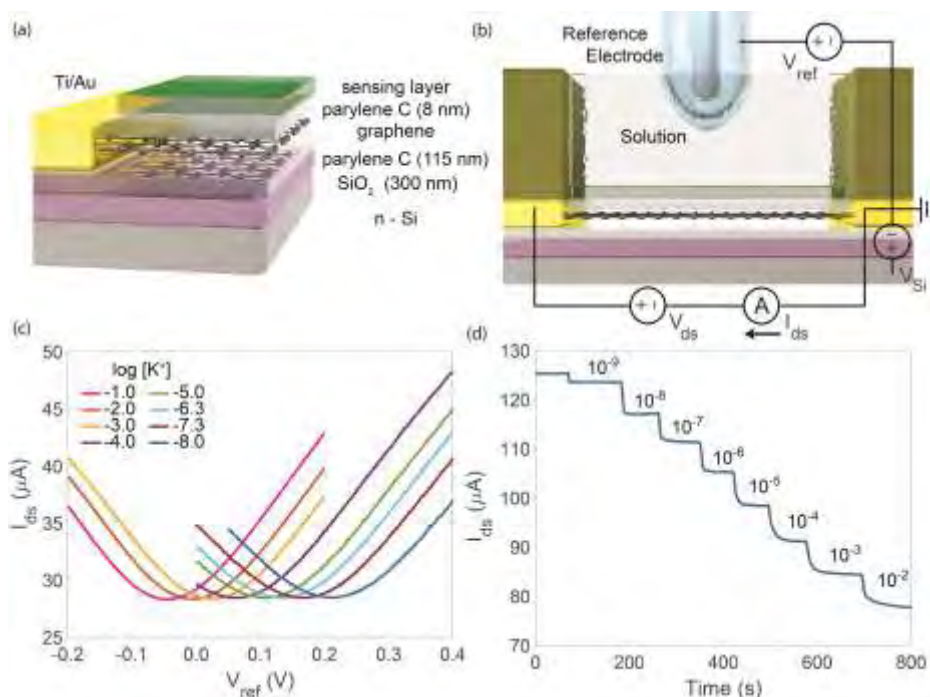 (a)
Ti/Au
sensing layer
parylene C (8 nm)
graphene
parylene C (115 nm)
SiO2 (300 nm)
n - Si
(b)
Reference
Electrode
Vref
Solution
VSi
Vds
A
Ids
(c)
50
45
40
35
30
25
Ids (µA)
log [K+]
-1.0
-5.0
-2.0
-6.3
-3.0
-7.3
-4.0
-8.0
-0.2
-0.1
0.0
0.1
0.2
0.3
0.4
Vref (V)
(d)
130
120
110
100
90
80
70
Ids (µA)
10-9
10-8
10-7
10-6
10-5
10-4
10-3
10-2
0
200
400
600
800
Time (s)